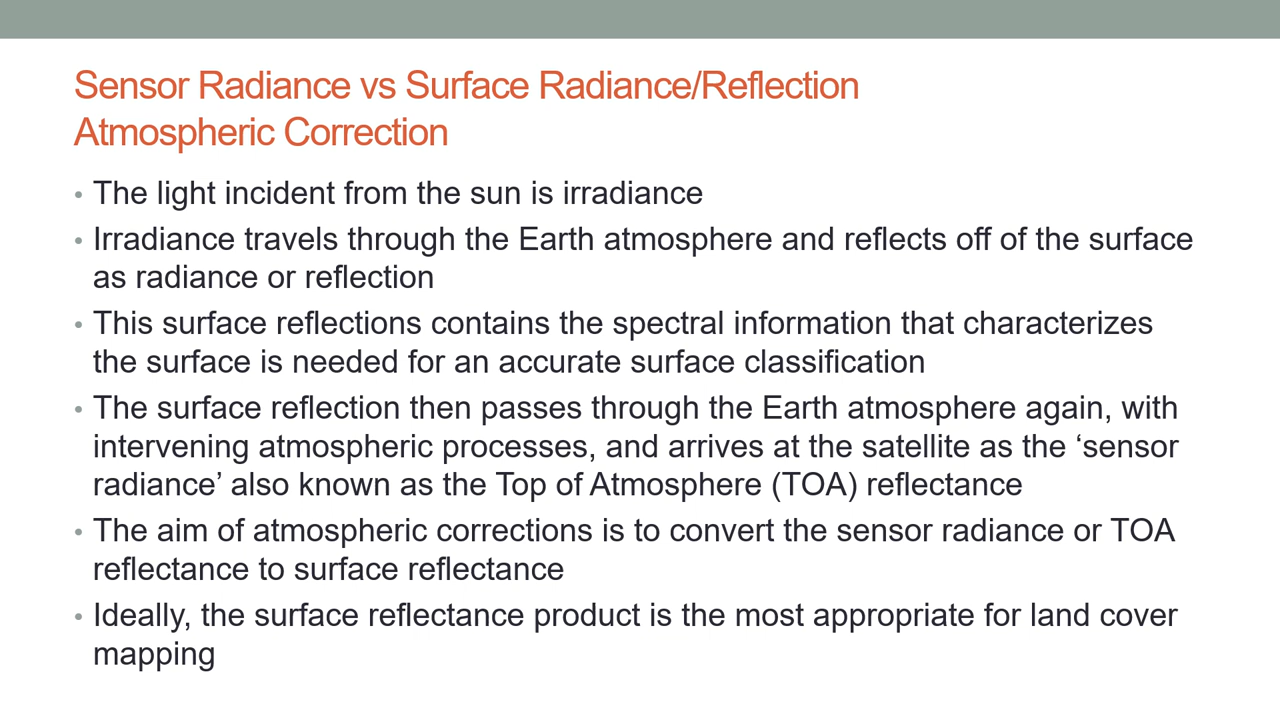 Sensor Radiance vs Surface Radiance/Reflection
Atmospheric Correction
• The light incident from the sun is irradiance
• Irradiance travels through the Earth atmosphere and reflects off of the surface
as radiance or reflection
• This surface reflections contains the spectral information that characterizes
the surface is needed for an accurate surface classification
• The surface reflection then passes through the Earth atmosphere again, with
intervening atmospheric processes, and arrives at the satellite as the ‘sensor
radiance’ also known as the Top of Atmosphere (TOA) reflectance
• The aim of atmospheric corrections is to convert the sensor radiance or TOA
reflectance to surface reflectance
• Ideally, the surface reflectance product is the most appropriate for land cover
mapping